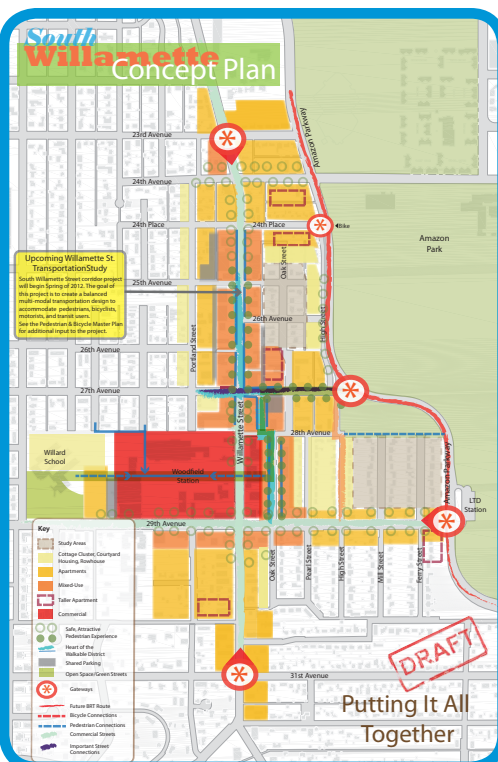 South
Willamette
Concept Plan
23rd Avenue
Amazon Parkway
24th Avenue
24th Place
24th Place
Bike
Amazon
Park
Oak Street
Upcoming Willamette St.
TransportationStudy
South Willamette Street corridor project
will begin Spring of 2012. The goal of
this project is to create a balanced
multi-modal transportation design to
accommodate pedestrians, bicyclists,
motorists, and transit users.
See the Pedestrian & Bicycle Master Plan
for additional input to the project.
25th Avenue
26th Avenue
High Street
Portland Street
26th Avenue
27th Avenue
Willamette Street
28th Avenue
Willard
School
Woodfield
Station
Amazon Parkway
LTD
Station
29th Avenue
Oak Street
Pearl Street
High Street
Mill Street
Ferry Street
Key
Study Areas
Cottage Cluster, Courtyard
Housing, Rowhouse
Apartments
Mixed-Use
Taller Apartment
Commercial
Safe, Attractive
Pedestrian Experience
Heart of the
Walkable District
Shared Parking
Open Space/Green Streets
Gateways
Future BRT Route
Bicycle Connections
Pedestrian Connections
Commercial Streets
Important Street
Connections
31st Avenue
DRAFT
Putting It All
Together